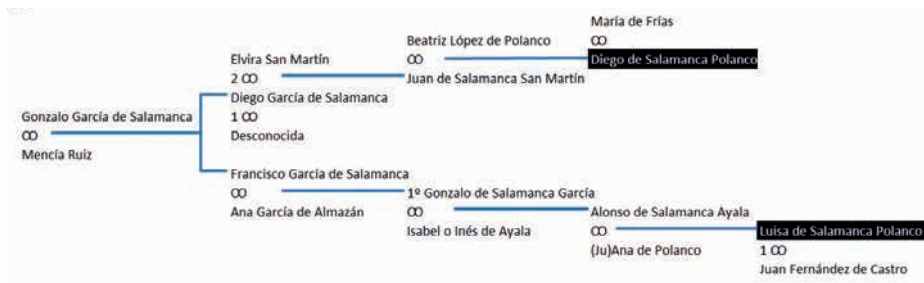 María de Frías
∞
Diego de Salamanca Polanco
Beatriz López de Polanco
∞
Juan de Salamanca San Martín
Elvira San Martín
2 ∞
Diego García de Salamanca
1 ∞
Desconocida
Gonzalo García de Salamanca
∞
Mencía Ruiz
Francisco García de Salamanca
∞
Ana García de Almazán
1º Gonzalo de Salamanca García
∞
Isabel o Inés de Ayala
Alonso de Salamanca Ayala
∞
(Ju)Ana de Polanco
Luisa de Salamanca Polanco
1 ∞
Juan Fernández de Castro